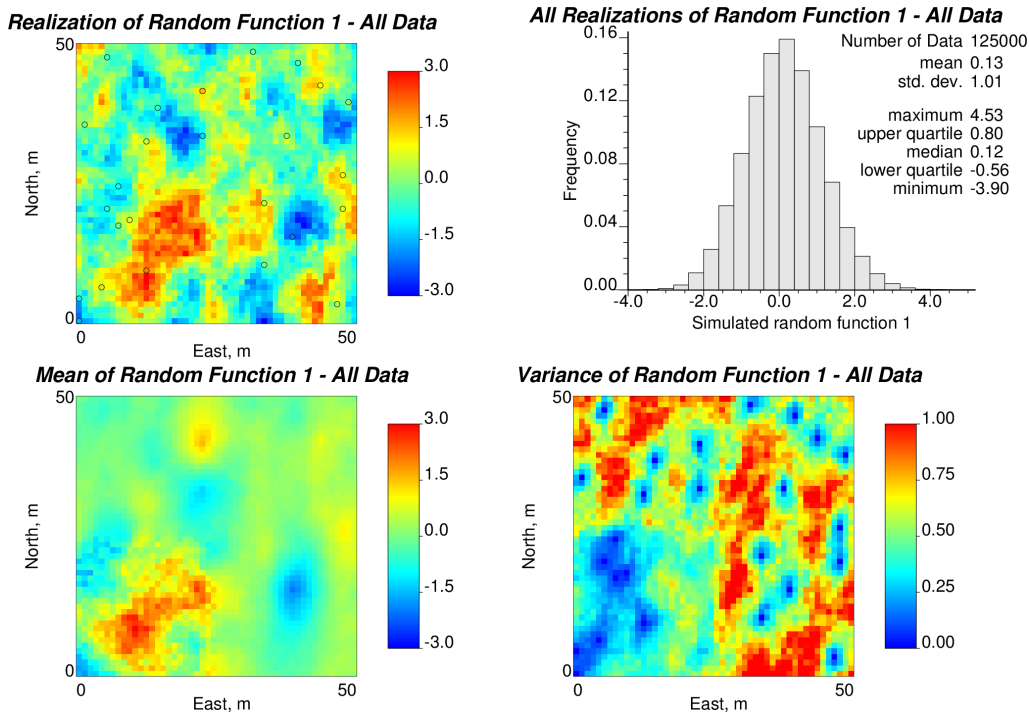 Realization of Random Function 1 - All Data
North, m
50
0
0
50
East, m
3.0
1.5
0.0
-1.5
-3.0
All Realizations of Random Function 1 - All Data
Frequency
0.16
0.12
0.08
0.04
0.00
-4.0
-2.0
0.0
2.0
4.0
Simulated random function 1
Number of Data 125000
mean 0.13
std. dev. 1.01
maximum 4.53
upper quartile 0.80
median 0.12
lower quartile -0.56
minimum -3.90
Mean of Random Function 1 - All Data
North, m
50
0
0
50
East, m
3.0
1.5
0.0
-1.5
-3.0
Variance of Random Function 1 - All Data
North, m
50
0
0
50
East, m
1.00
0.75
0.50
0.25
0.00